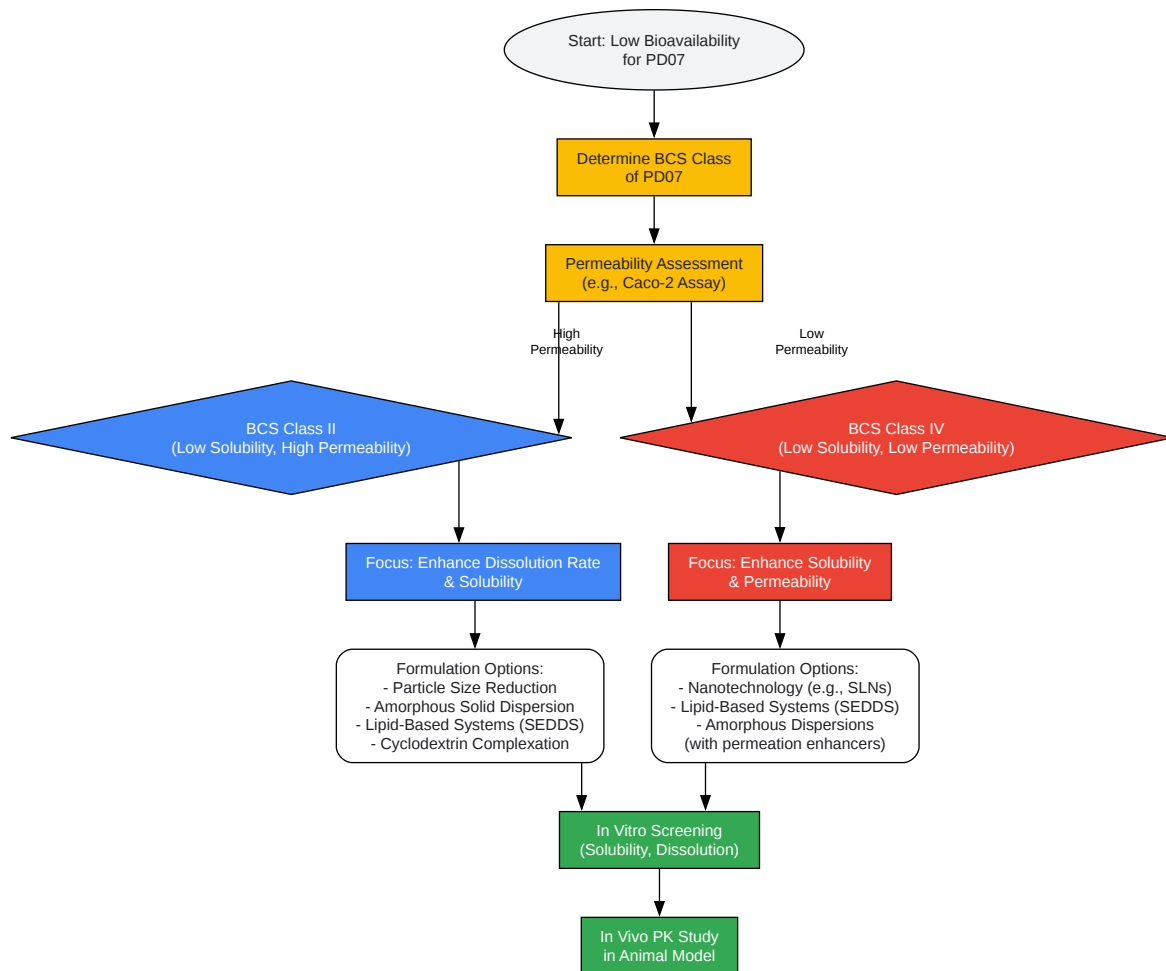 Start: Low Bioavailability
for PD07
Determine BCS Class
of PD07
Permeability Assessment
(e.g., Caco-2 Assay)
High
Permeability
Low
Permeability
BCS Class II
(Low Solubility, High Permeability)
BCS Class IV
(Low Solubility, Low Permeability)
Focus: Enhance Dissolution Rate
& Solubility
Focus: Enhance Solubility
& Permeability
Formulation Options:
- Particle Size Reduction
- Amorphous Solid Dispersion
- Lipid-Based Systems (SEDDS)
- Cyclodextrin Complexation
Formulation Options:
- Nanotechnology (e.g., SLNs)
- Lipid-Based Systems (SEDDS)
- Amorphous Dispersions
(with permeation enhancers)
In Vitro Screening
(Solubility, Dissolution)
In Vivo PK Study
in Animal Model